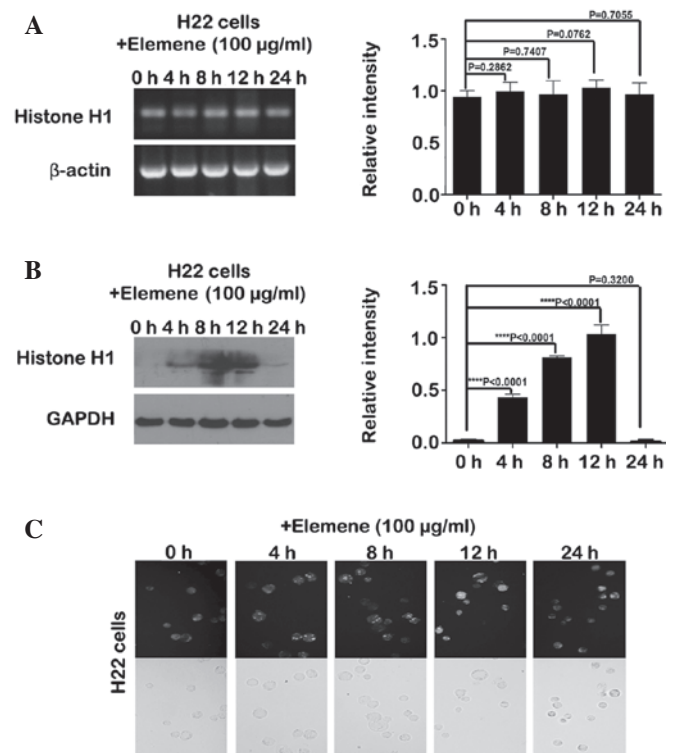 A
H22 cells
+Elemene (100 µg/ml)
0 h 4 h 8 h 12 h 24 h
Histone H1
β-actin
Relative intensity
1.5
1.0
0.5
0.0
P=0.7055
P=0.0762
P=0.7407
P=0.2862
0 h 4 h 8 h 12 h 24 h
B
H22 cells
+Elemene (100 µg/ml)
0 h 4 h 8 h 12 h 24 h
Histone H1
GAPDH
Relative intensity
1.5
1.0
0.5
0.0
P=0.3200
****P<0.0001
****P<0.0001
****P<0.0001
0 h 4 h 8 h 12 h 24 h
C
+Elemene (100 µg/ml)
0 h 4 h 8 h 12 h 24 h
H22 cells